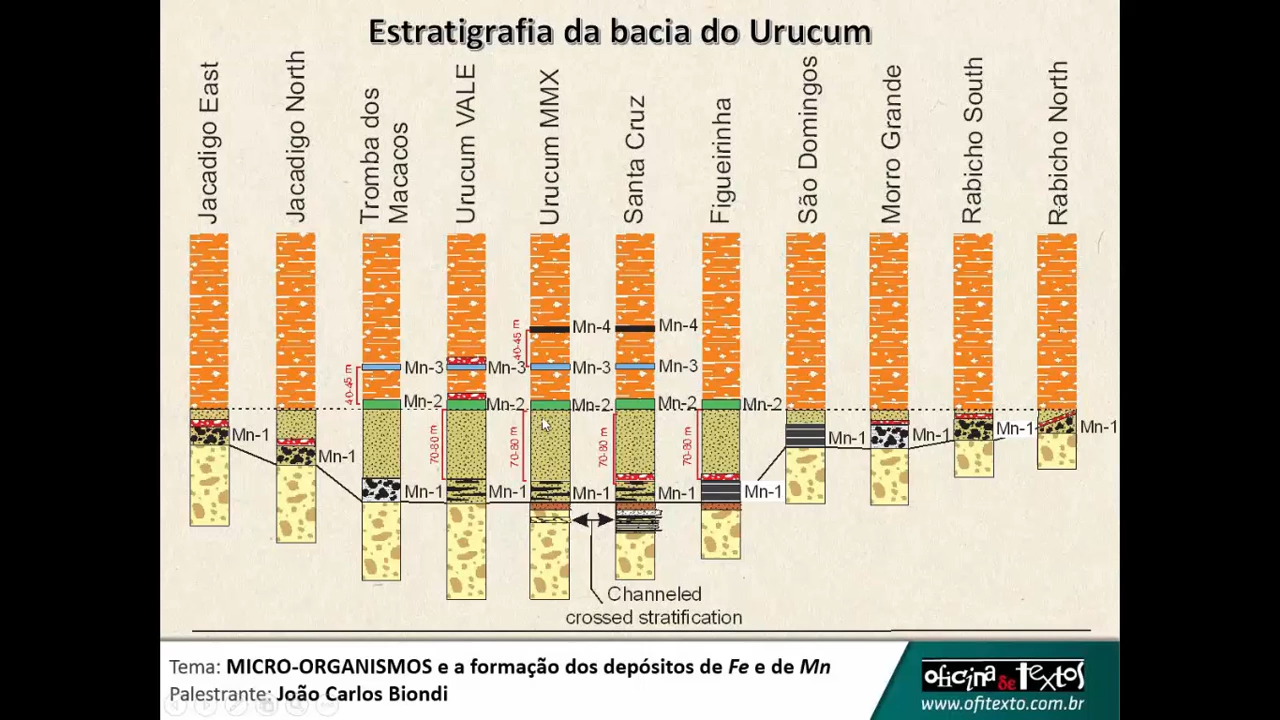 Estratigrafia da bacia do Urucum
Jacadigo East
Jacadigo North
Tromba dos
Macacos
Urucum VALE
Urucum MMX
Santa Cruz
Figueirinha
São Domingos
Morro Grande
Rabicho South
Rabicho North
40-45 m
Mn-4
Mn-4
40-45 m
Mn-3
Mn-3
Mn-3
Mn-3
Mn-2
Mn-2
Mn-2
Mn-2
Mn-2
70-80 m
70-80 m
70-80 m
70-80 m
Mn-1
Mn-1
Mn-1
Mn-1
Mn-1
Mn-1
Mn-1
Mn-1
Mn-1
Mn-1
Mn-1
Channeled
crossed stratification
Tema: MICRO-ORGANISMOS e a formação dos depósitos de Fe e de Mn
Palestrante: João Carlos Biondi
oficina de textos
www.ofitexto.com.br